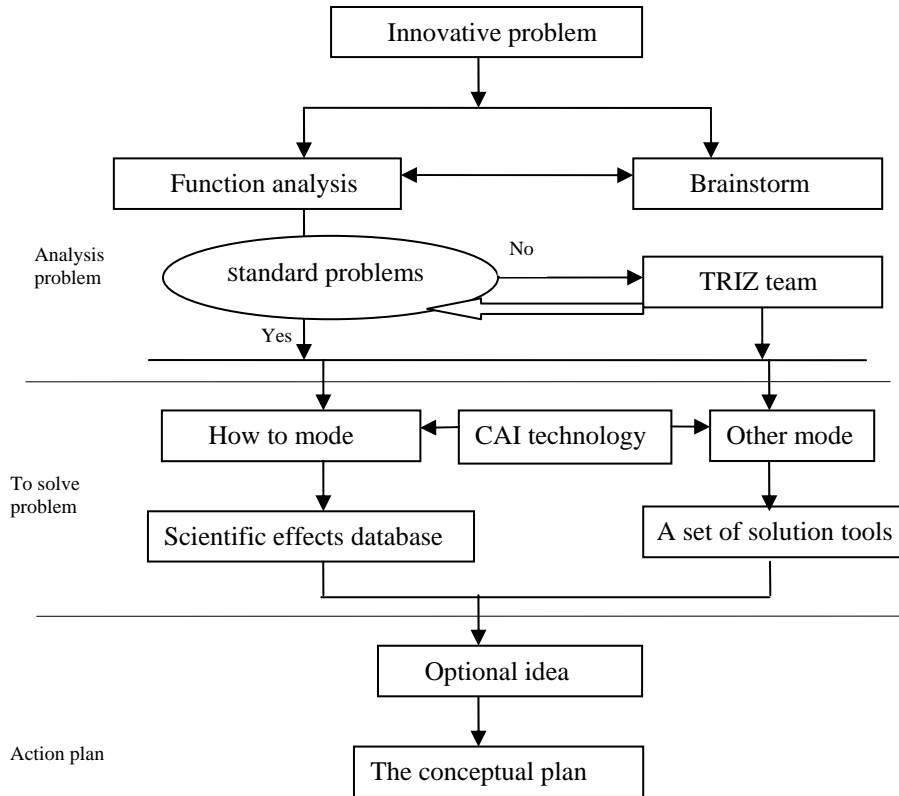 Innovative problem
Function analysis
Brainstorm
Analysis
problem
Standard problems
No
TRIZ team
Yes
How to mode
CAI technology
Other mode
To solve
problem
Scientific effects database
A set of solution tools
Optional idea
Action plan
The conceptual plan